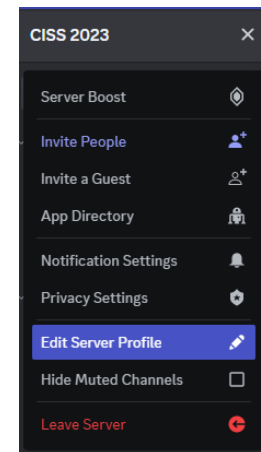 CISS 2023
Server Boost
Invite People
Invite a Guest
App Directory
Notification Settings
Privacy Settings
Edit Server Profile
Hide Muted Channels
Leave Server